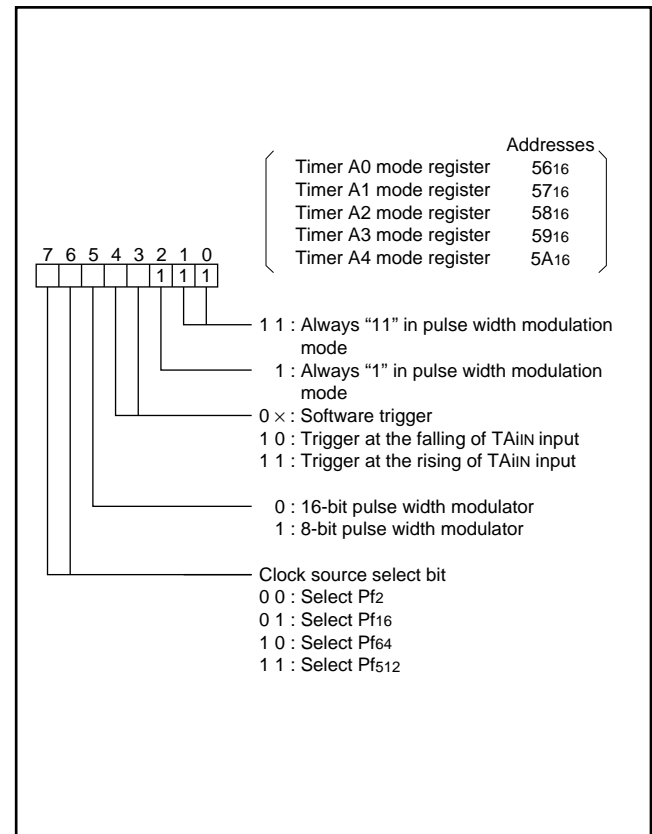 Addresses
Timer A0 mode register 5616
Timer A1 mode register 5716
Timer A2 mode register 5816
Timer A3 mode register 5916
Timer A4 mode register 5A16
7 6 5 4 3 2 1 0
1 1 1
1 1 : Always “11” in pulse width modulation
mode
1 : Always “1” in pulse width modulation
mode
0 × : Software trigger
1 0 : Trigger at the falling of TAiIN input
1 1 : Trigger at the rising of TAiIN input
0 : 16-bit pulse width modulator
1 : 8-bit pulse width modulator
Clock source select bit
0 0 : Select Pf2
0 1 : Select Pf16
1 0 : Select Pf64
1 1 : Select Pf512